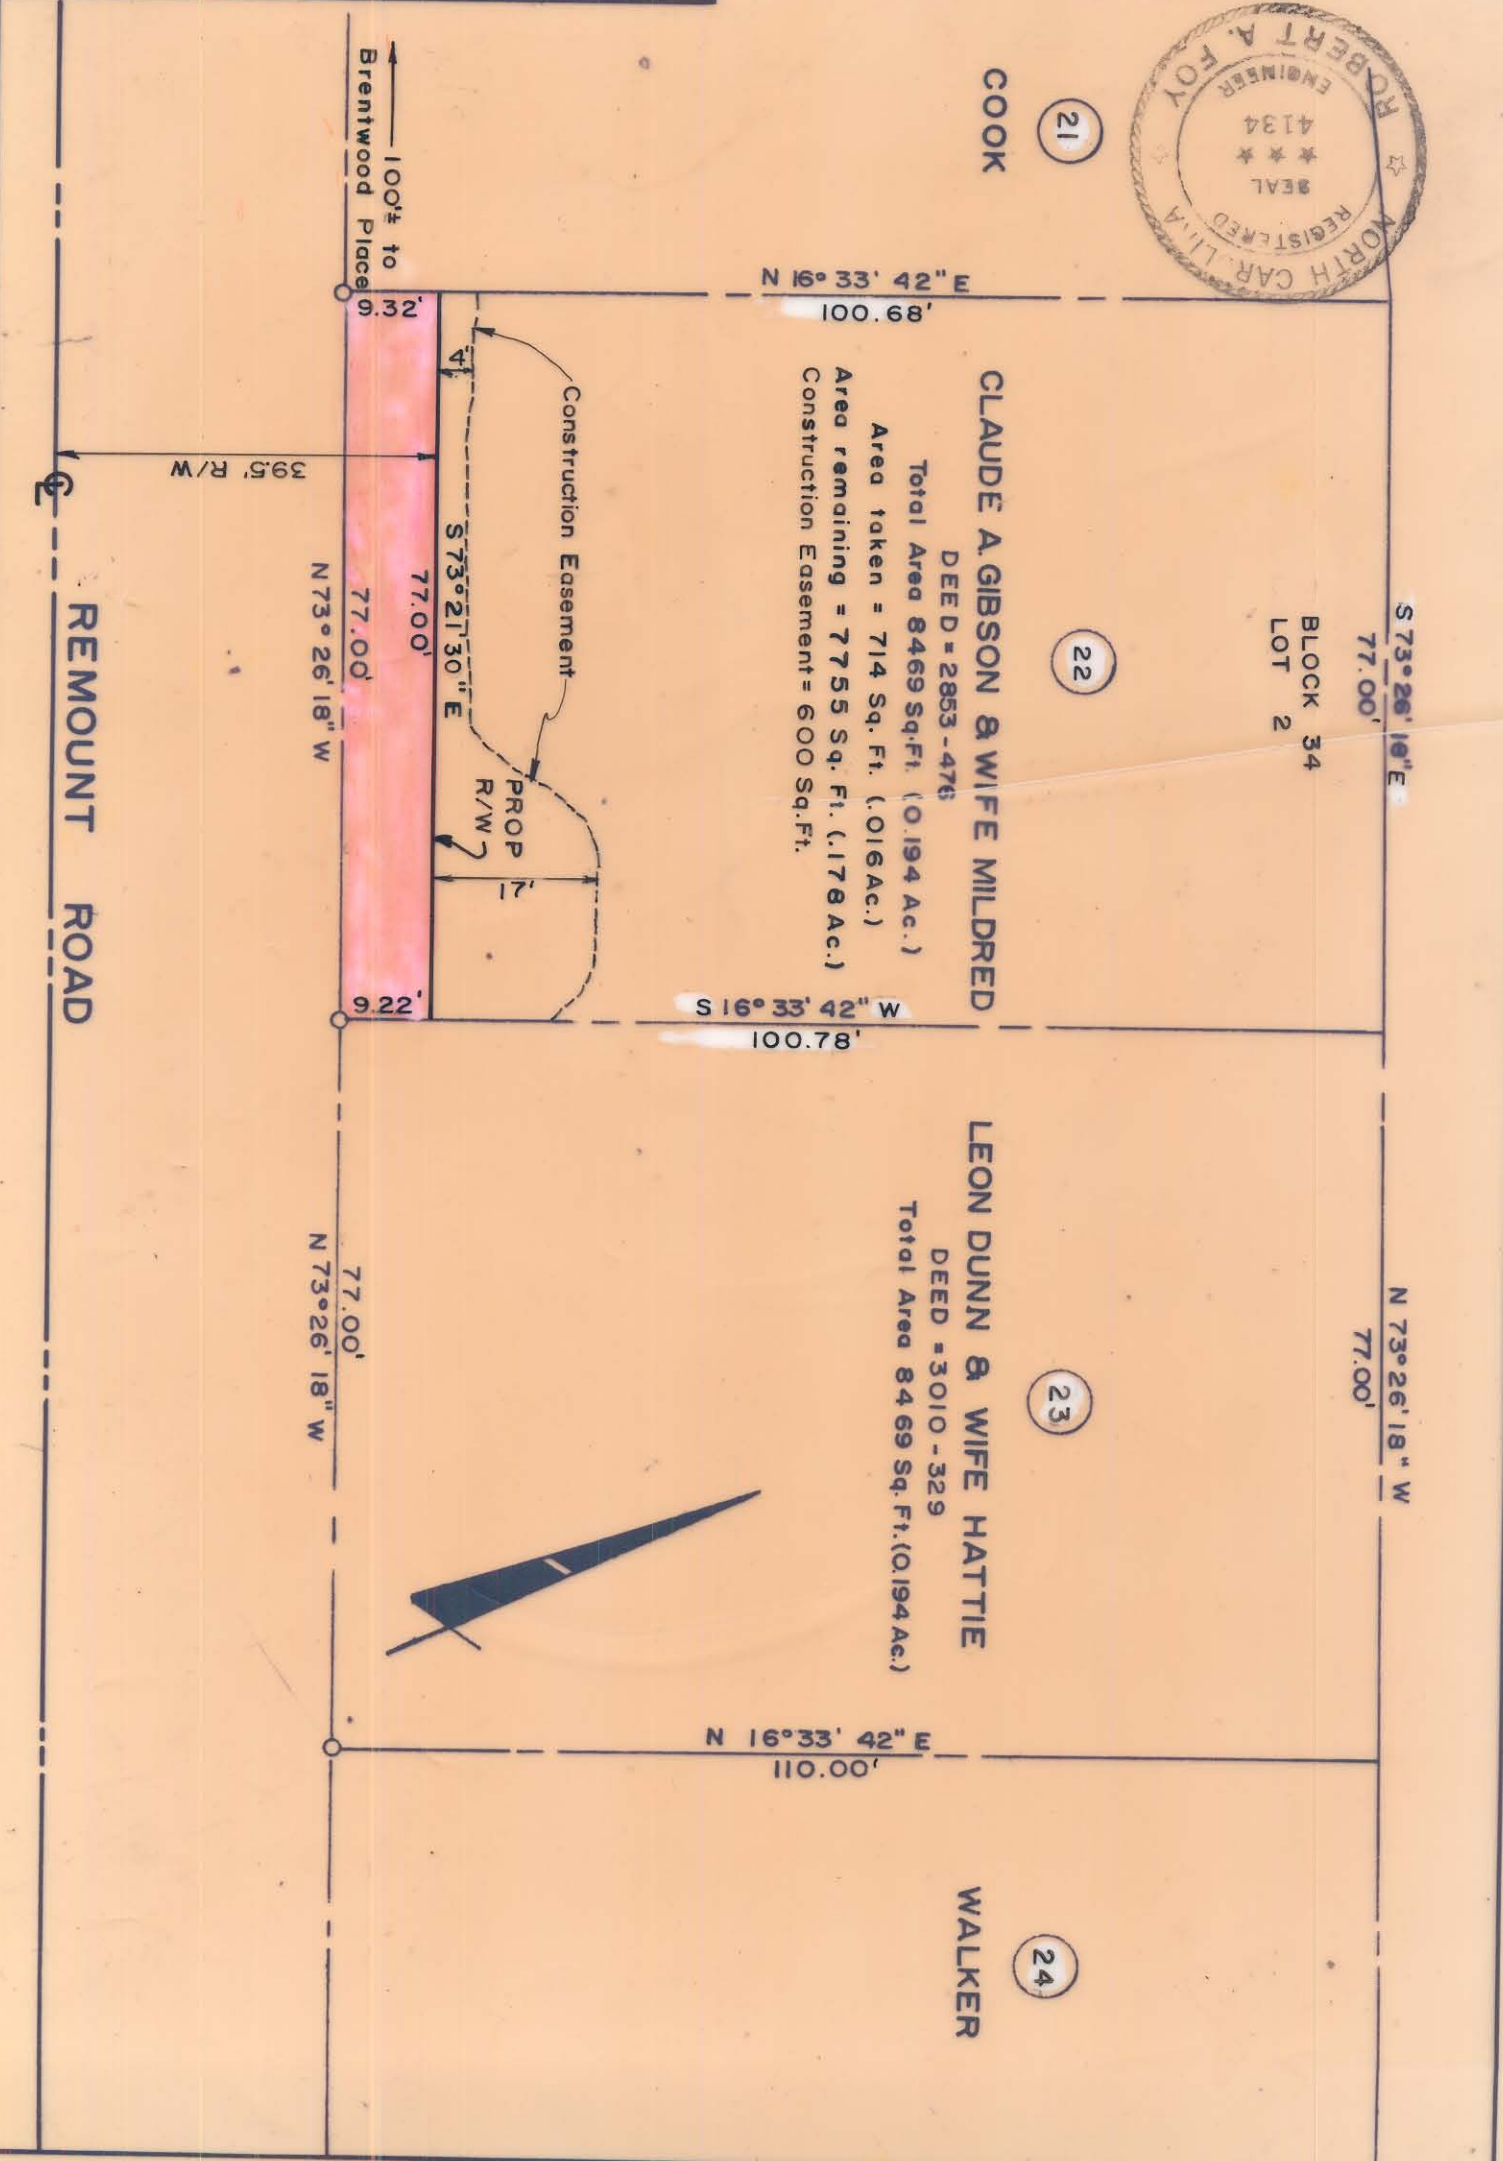 ROBERT A. FOY
NORTH CAR LINA
REGISTERED
SEAL
4134
ENGINEER
S 73° 26' 18" E
77.00'
BLOCK 34
LOT 2
N 73° 26' 18" W
77.00'
21
COOK
22
CLAUDE A. GIBSON & WIFE MILDRED
DEED = 2853-476
Total Area 8469 Sq.Ft. (0.194 Ac.)
Area taken = 714 Sq. Ft. (.016 Ac.)
Area remaining = 7755 Sq. Ft. (.178 Ac.)
Construction Easement = 600 Sq.Ft.
23
LEON DUNN & WIFE HATTIE
DEED = 3010-329
Total Area 8469 Sq. Ft. (0.194 Ac.)
24
WALKER
N 16° 33' 42" E
100.68'
S 16° 33' 42" W
100.78'
N 16° 33' 42" E
110.00'
Construction Easement
4'
17'
PROP
R/W
S 73° 21' 30" E
77.00'
9.32'
9.22'
77.00'
N 73° 26' 18" W
77.00'
N 73° 26' 18" W
100'± to
Brentwood Place
39.5' R/W
℄
REMOUNT ROAD